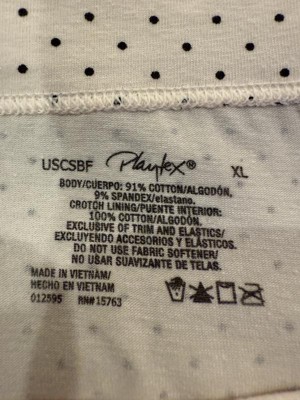 USCSBF Playtex® XL
BODY/CUERPO: 91% COTTON/ALGODÓN,
9% SPANDEX/elastano.
CROTCH LINING/PUENTE INTERIOR:
100% COTTON/ALGODÓN.
EXCLUSIVE OF TRIM AND ELASTICS/
EXCLUYENDO ACCESORIOS Y ELÁSTICOS.
DO NOT USE FABRIC SOFTENER/
NO USAR SUAVIZANTE DE TELAS.
MADE IN VIETNAM/
HECHO EN VIETNAM
012595 RN#15763